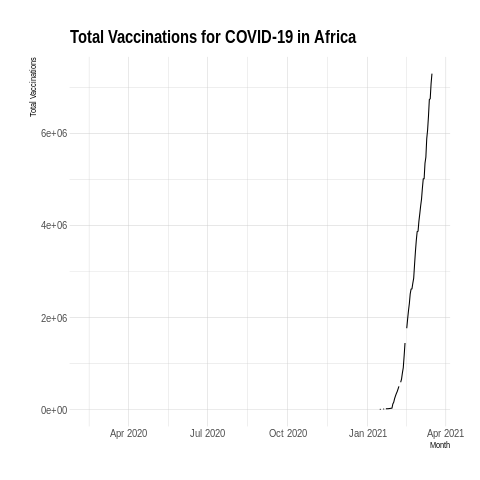 Total Vaccinations for COVID-19 in Africa
Total Vaccinations
6e+06
4e+06
2e+06
0e+00
Apr 2020 Jul 2020 Oct 2020 Jan 2021 Apr 2021
Month